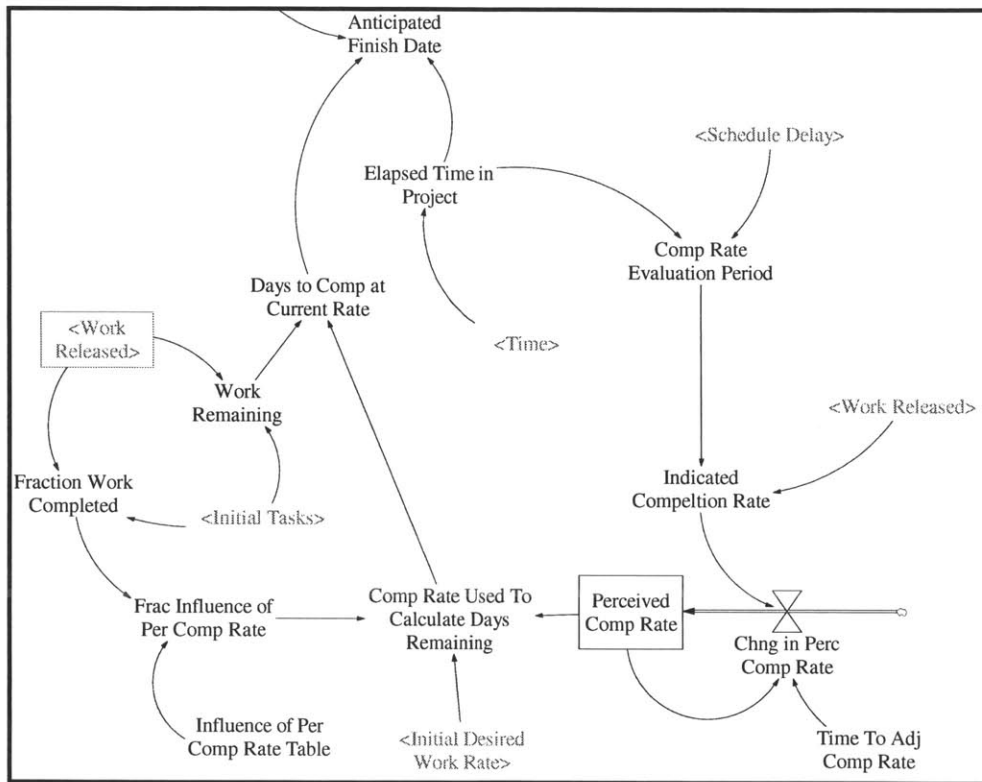 Anticipated
Finish Date
<Schedule Delay>
Elapsed Time in
Project
Comp Rate
Evaluation Period
Days to Comp at
Current Rate
<Work
Released>
<Time>
Work
Remaining
<Work Released>
Fraction Work
Completed
Indicated
Compeltion Rate
<Initial Tasks>
Frac Influence of
Per Comp Rate
Comp Rate Used To
Calculate Days
Remaining
Perceived
Comp Rate
Chng in Perc
Comp Rate
Influence of Per
Comp Rate Table
<Initial Desired
Work Rate>
Time To Adj
Comp Rate